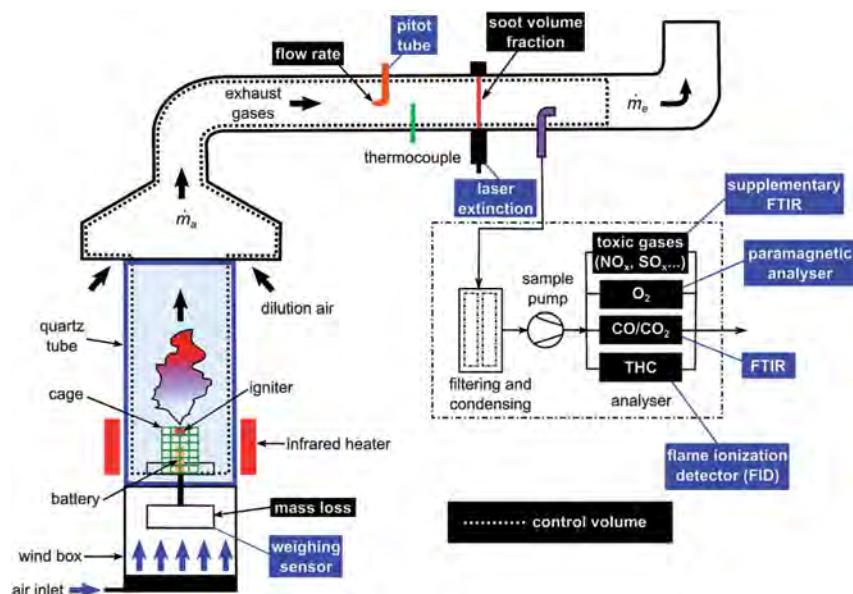 pitot
tube
soot volume
fraction
flow rate
exhaust
gases
ṁₑ
thermocouple
laser
extinction
supplementary
FTIR
ṁₐ
toxic gases
(NOₓ, SOₓ...)
paramagnetic
analyser
sample
pump
O₂
dilution air
quartz
tube
CO/CO₂
igniter
THC
FTIR
filtering and
condensing
analyser
cage
infrared heater
flame ionization
detector (FID)
battery
mass loss
control volume
wind box
weighing
sensor
air inlet